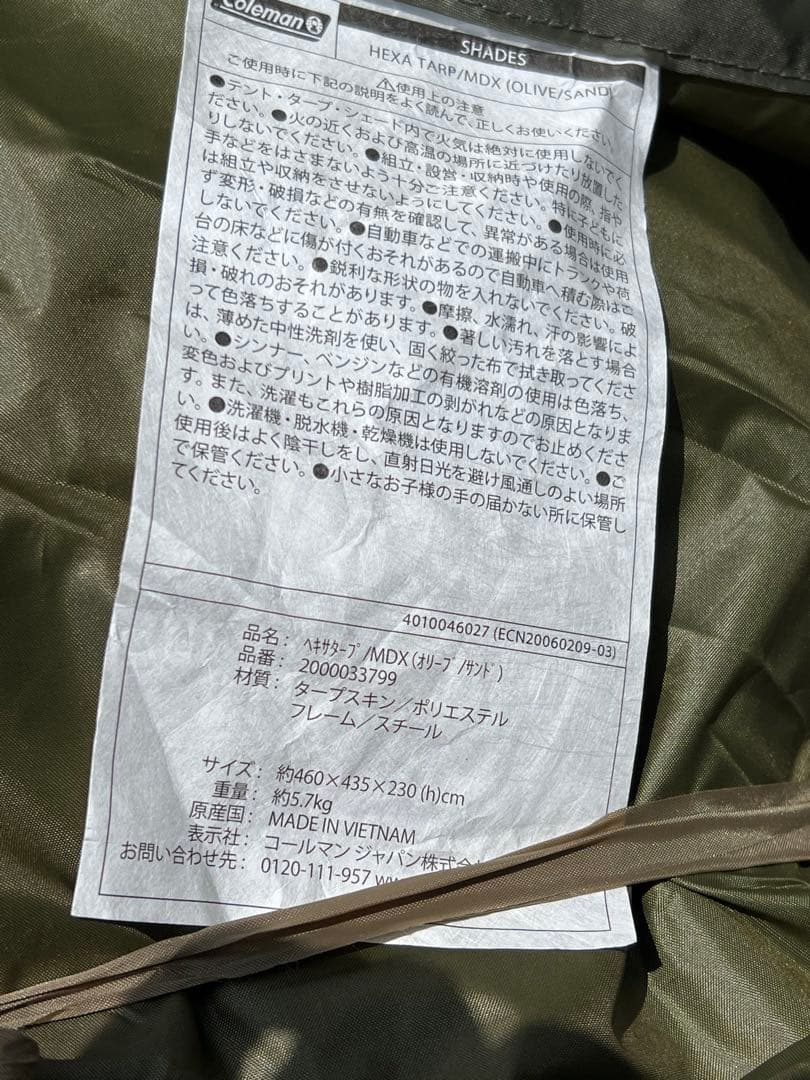 Coleman
SHADES
HEXA TARP/MDX (OLIVE/SAND)
⚠使用上の注意
ご使用時に下記の説明をよく読んで、正しくお使いください。
●テント・タープ・シェード内で火気は絶対に使用しないでく
ださい。●火の近くおよび高温の場所に近づけたり放置した
りしないでください。●組立・設営・収納時や使用の際、指や
手などをはさまないよう十分ご注意ください。特に子どもに
は組立や収納をさせないようにしてください。●使用時に必
ず変形・破損などの有無を確認して、異常がある場合は使用
しないでください。●自動車などでの運搬中にトランクや荷
台の床などに傷が付くおそれがあるので自動車へ積む際はご
注意ください。●鋭利な形状の物を入れないでください。破
損・破れのおそれがあります。●摩擦、水濡れ、汗の影響によ
って色落ちすることがあります。●著しい汚れを落とす場合
は、薄めた中性洗剤を使い、固く絞った布で拭き取ってくださ
い。●シンナー、ベンジンなどの有機溶剤の使用は色落ち、
変色およびプリントや樹脂加工の剥がれなどの原因となりま
す。また、洗濯もこれらの原因となりますのでお止めくださ
い。●洗濯機・脱水機・乾燥機は使用しないでください。●ご
使用後はよく陰干しをし、直射日光を避け風通しのよい場所
で保管ください。●小さなお子様の手の届かない所に保管し
てください。
4010046027 (ECN20060209-03)
品名： ﾍｷｻﾀｰﾌﾟ/MDX(ｵﾘｰﾌﾞ/ｻﾝﾄﾞ)
品番： 2000033799
材質： タープスキン／ポリエステル
フレーム／スチール
サイズ： 約460×435×230 (h)cm
重量： 約5.7kg
原産国： MADE IN VIETNAM
表示社： コールマン ジャパン株式会
お問い合わせ先： 0120-111-957